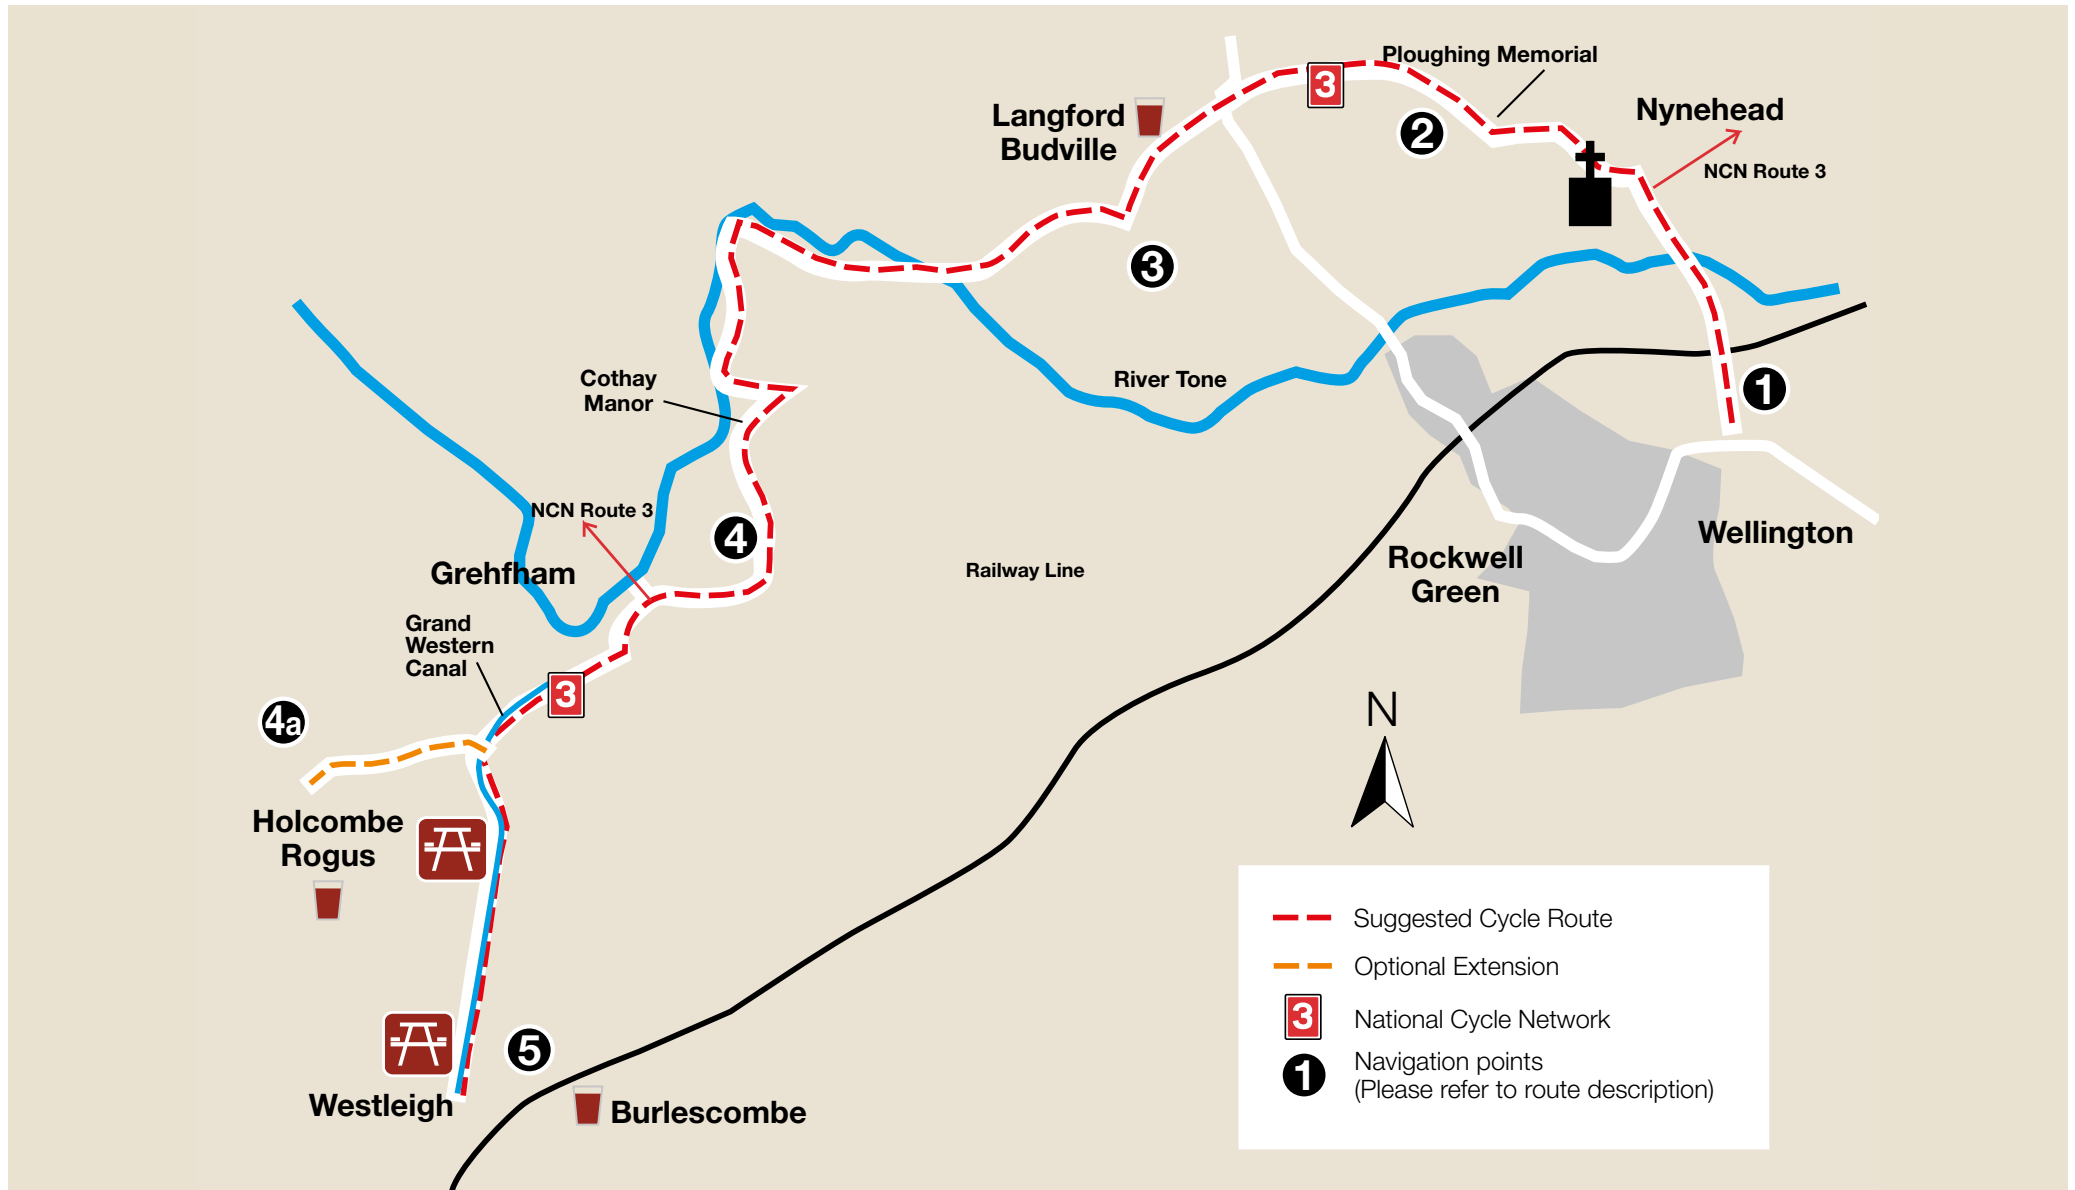 Ploughing Memorial
3
Nynehead
Langford
Budville
2
NCN Route 3
3
Cothay
Manor
River Tone
1
NCN Route 3
4
Wellington
Grehfham
Railway Line
Rockwell
Green
Grand
Western
Canal
3
4a
N
Holcombe
Rogus
5
Westleigh
Burlescombe
Suggested Cycle Route
Optional Extension
3
National Cycle Network
1
Navigation points
(Please refer to route description)